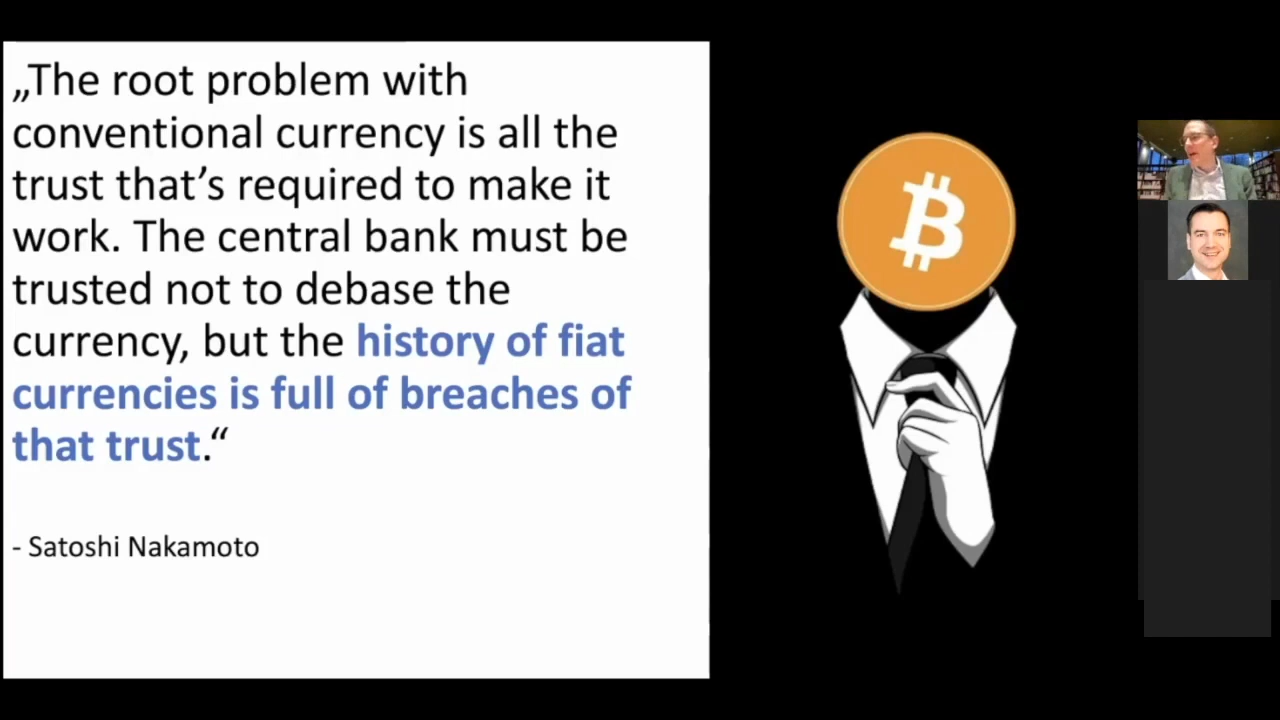 „The root problem with
conventional currency is all the
trust that’s required to make it
work. The central bank must be
trusted not to debase the
currency, but the history of fiat
currencies is full of breaches of
that trust.“
- Satoshi Nakamoto